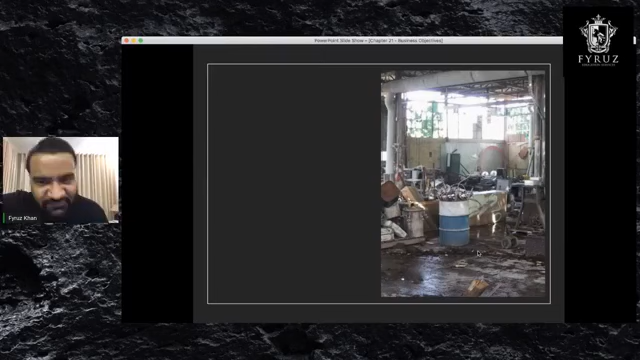 PowerPoint Slide Show - [Chapter 21 - Business Objectives]
FYRUZ
Fyruz Khan